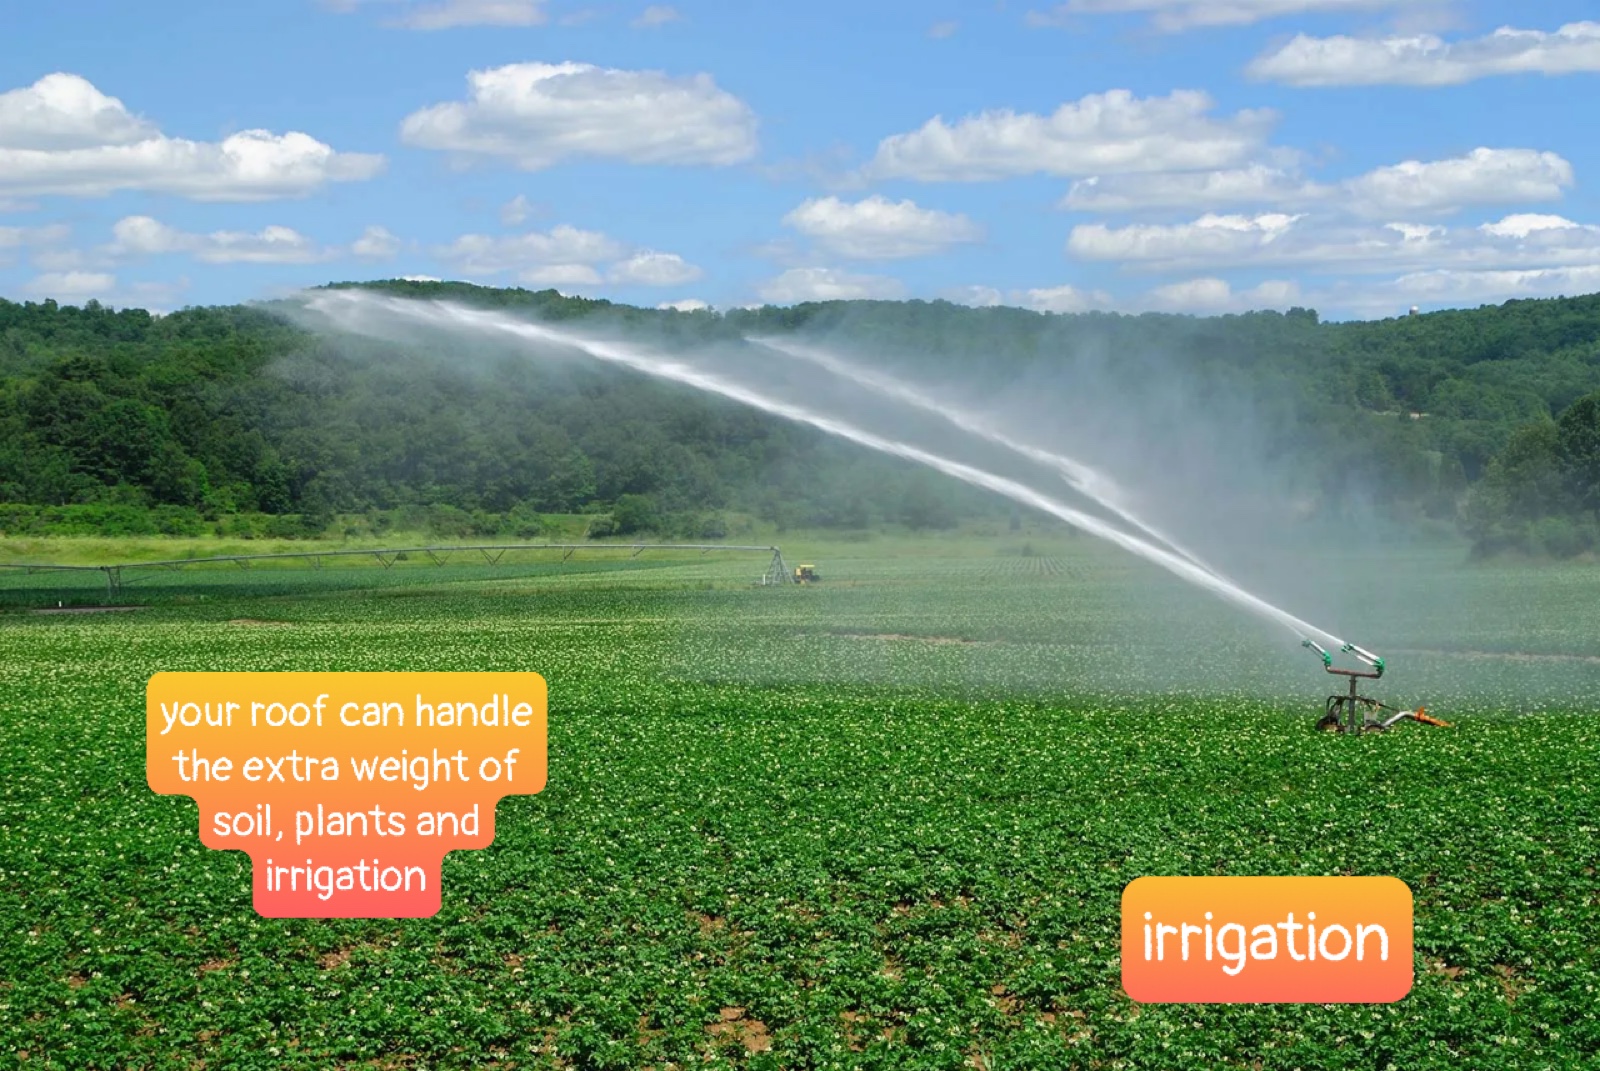 your roof can handle
the extra weight of
soil, plants and
irrigation
irrigation